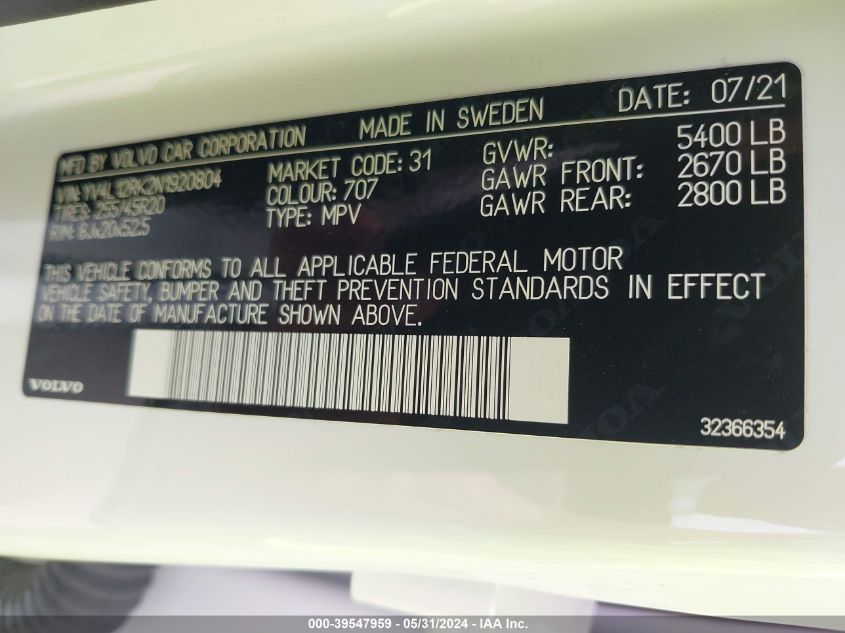 MFD BY VOLVO CAR CORPORATION MADE IN SWEDEN DATE: 07/21
VIN: YV4L12RK2N1920804 MARKET CODE: 31 GVWR: 5400 LB
TIRES: 255/45R20 COLOUR: 707 GAWR FRONT: 2670 LB
RIM: 8Jx20x52.5 TYPE: MPV GAWR REAR: 2800 LB
THIS VEHICLE CONFORMS TO ALL APPLICABLE FEDERAL MOTOR
VEHICLE SAFETY, BUMPER AND THEFT PREVENTION STANDARDS IN EFFECT
ON THE DATE OF MANUFACTURE SHOWN ABOVE.
VOLVO
32366354
000-39547959 / 05/31/2024 - IAA Inc.